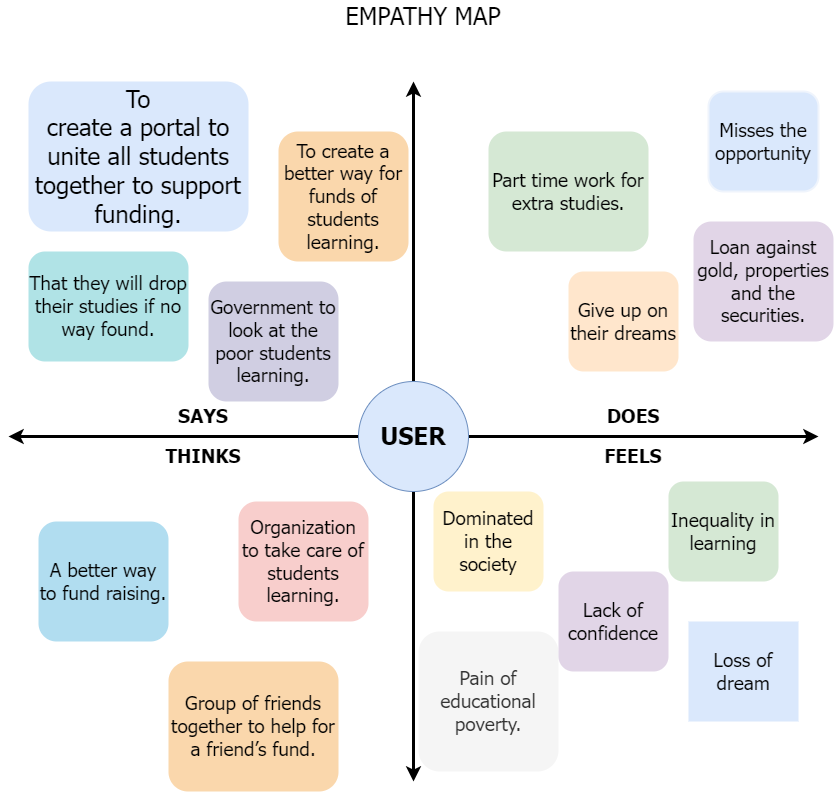 EMPATHY MAP
To
create a portal to
unite all students
together to support
funding.
To create a
better way for
funds of
students
learning.
That they will drop
their studies if no
way found.
Government to
look at the
poor students
learning.
SAYS
Part time work for
extra studies.
Misses the
opportunity
Loan against
gold, properties
and the
securities.
Give up on
their dreams
DOES
USER
THINKS
A better way
to fund raising.
Organization
to take care of
students
learning.
Group of friends
together to help for
a friend's fund.
FEELS
Dominated
in the
society
Inequality in
learning
Lack of
confidence
Pain of
educational
poverty.
Loss of
dream